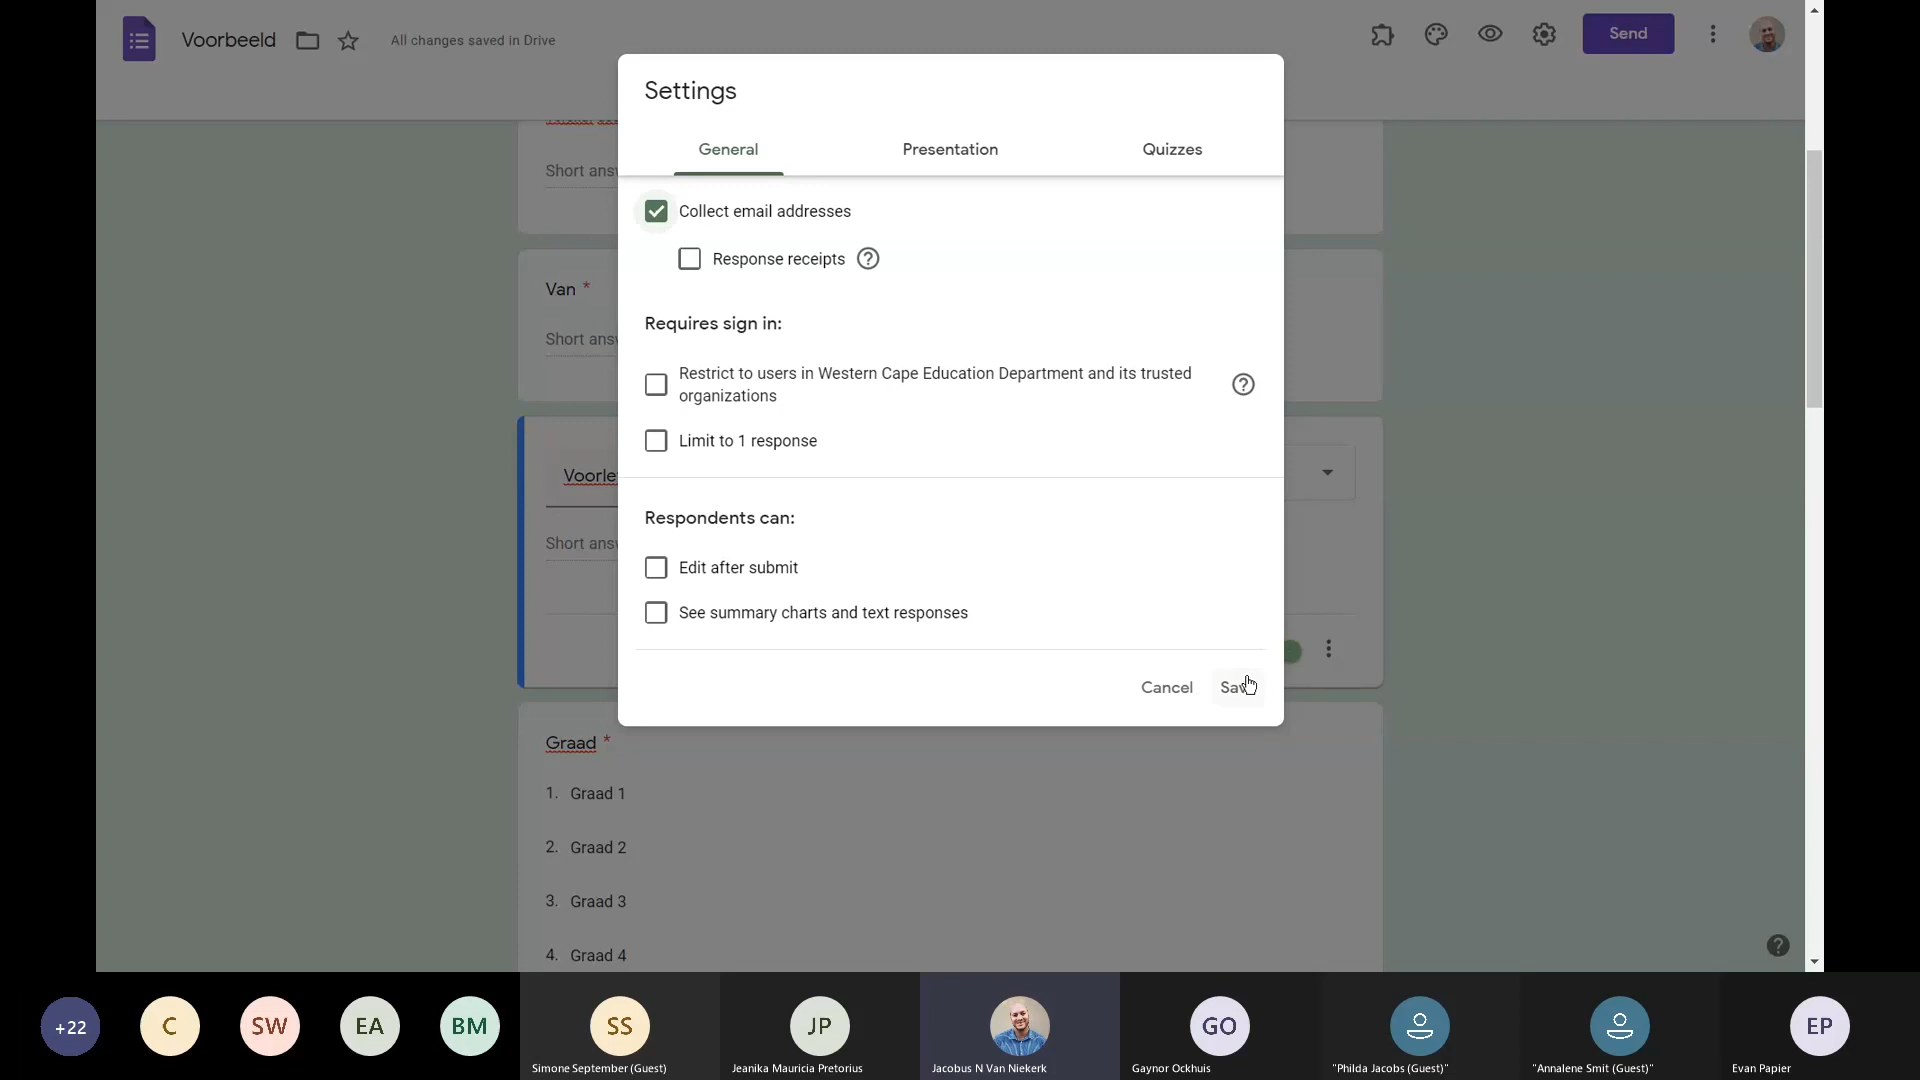 Voorbeeld
All changes saved in Drive
Send
Settings
General
Presentation
Quizzes
Collect email addresses
Response receipts
Requires sign in:
Restrict to users in Western Cape Education Department and its trusted
organizations
Limit to 1 response
Respondents can:
Edit after submit
See summary charts and text responses
Cancel
Short
Van *
Short
Short
Graad *
1. Graad 1
2. Graad 2
3. Graad 3
4. Graad 4
+22
C
SW
EA
BM
SS
JP
GO
EP
Simone September (Guest)
Jeanika Mauricia Pretorius
Jacobus N Van Niekerk
Gaynor Ockhuis
"Philda Jacobs (Guest)"
"Annalene Smit (Guest)"
Evan Papier